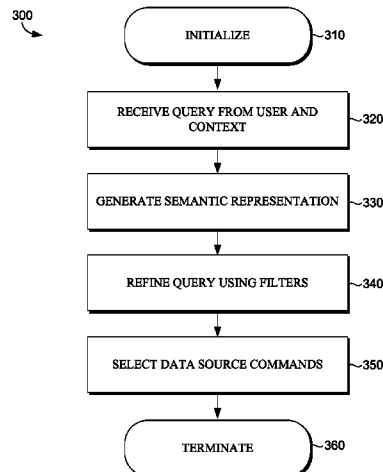 300
INITIALIZE
310
RECEIVE QUERY FROM USER AND
CONTEXT
320
GENERATE SEMANTIC REPRESENTATION
330
REFINE QUERY USING FILTERS
340
SELECT DATA SOURCE COMMANDS
350
TERMINATE
360